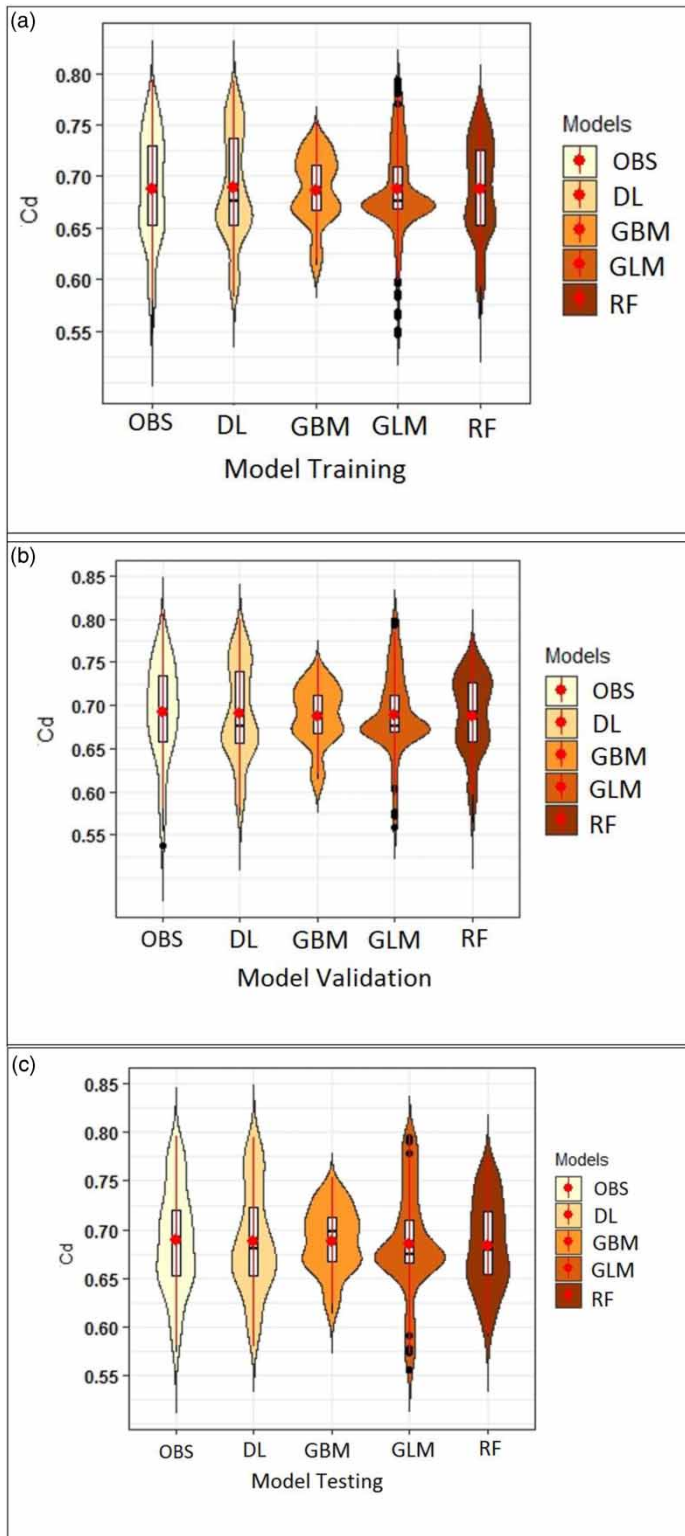 (a)
0.80
0.75
0.70
0.65
0.60
0.55
Cd
OBS DL GBM GLM RF
Model Training
Models
OBS
DL
GBM
GLM
RF
(b)
0.85
0.80
0.75
0.70
0.65
0.60
0.55
Cd
OBS DL GBM GLM RF
Model Validation
Models
OBS
DL
GBM
GLM
RF
(c)
0.85
0.80
0.75
0.70
0.65
0.60
0.55
Cd
OBS DL GBM GLM RF
Model Testing
Models
OBS
DL
GBM
GLM
RF